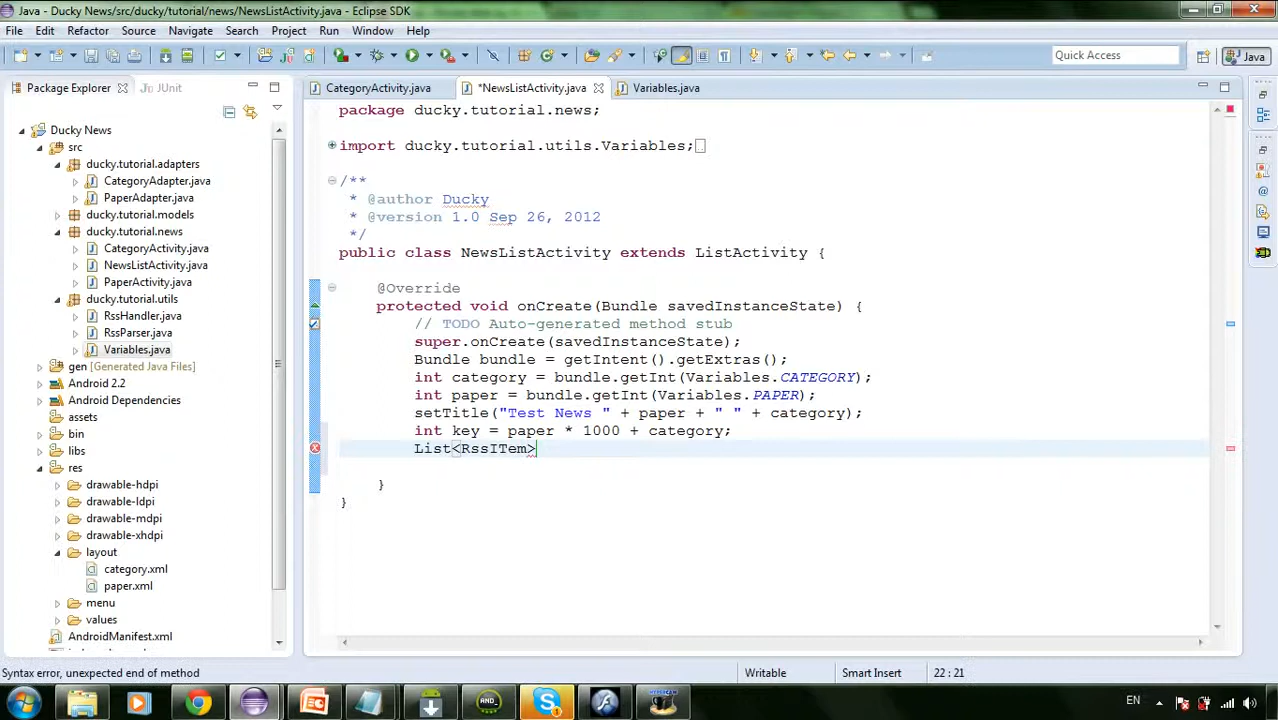 Java - Ducky News/src/ducky/tutorial/news/NewsListActivity.java - Eclipse SDK
File Edit Refactor Source Navigate Search Project Run Window Help
Quick Access
Java
Package Explorer
JUnit
CategoryActivity.java
*NewsListActivity.java
Variables.java
Ducky News
src
ducky.tutorial.adapters
CategoryAdapter.java
PaperAdapter.java
ducky.tutorial.models
ducky.tutorial.news
CategoryActivity.java
NewsListActivity.java
PaperActivity.java
ducky.tutorial.utils
RssHandler.java
RssParser.java
Variables.java
gen [Generated Java Files]
Android 2.2
Android Dependencies
assets
bin
libs
res
drawable-hdpi
drawable-ldpi
drawable-mdpi
drawable-xhdpi
layout
category.xml
paper.xml
menu
values
AndroidManifest.xml
package ducky.tutorial.news;
import ducky.tutorial.utils.Variables;
/**
* @author Ducky
* @version 1.0 Sep 26, 2012
*/
public class NewsListActivity extends ListActivity {
@Override
protected void onCreate(Bundle savedInstanceState) {
// TODO Auto-generated method stub
super.onCreate(savedInstanceState);
Bundle bundle = getIntent().getExtras();
int category = bundle.getInt(Variables.CATEGORY);
int paper = bundle.getInt(Variables.PAPER);
setTitle("Test News " + paper + " " + category);
int key = paper * 1000 + category;
List<RssITem>
}
}
Syntax error, unexpected end of method
Writable
Smart Insert
22 : 21
EN